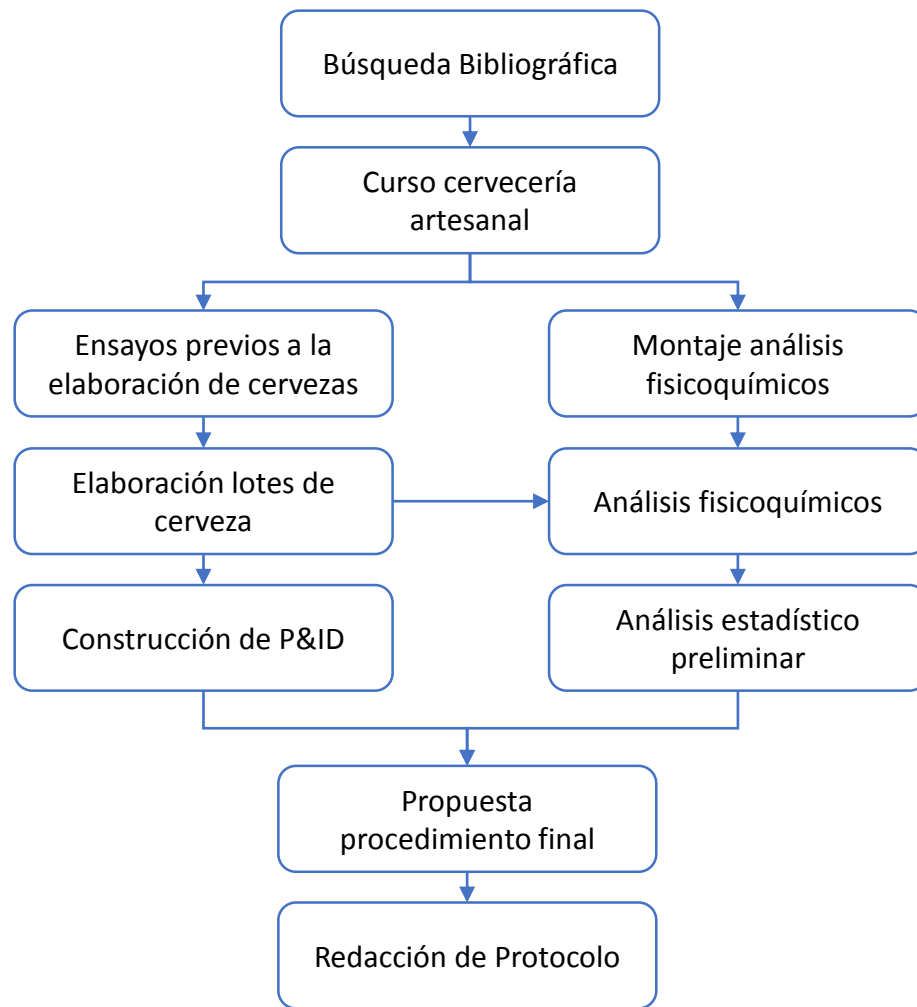 Búsqueda Bibliográfica
Curso cervecería
artesanal
Ensayos previos a la
elaboración de cervezas
Montaje análisis
fisicoquímicos
Elaboración lotes de
cerveza
Análisis fisicoquímicos
Construcción de P&ID
Análisis estadístico
preliminar
Propuesta
procedimiento final
Redacción de Protocolo